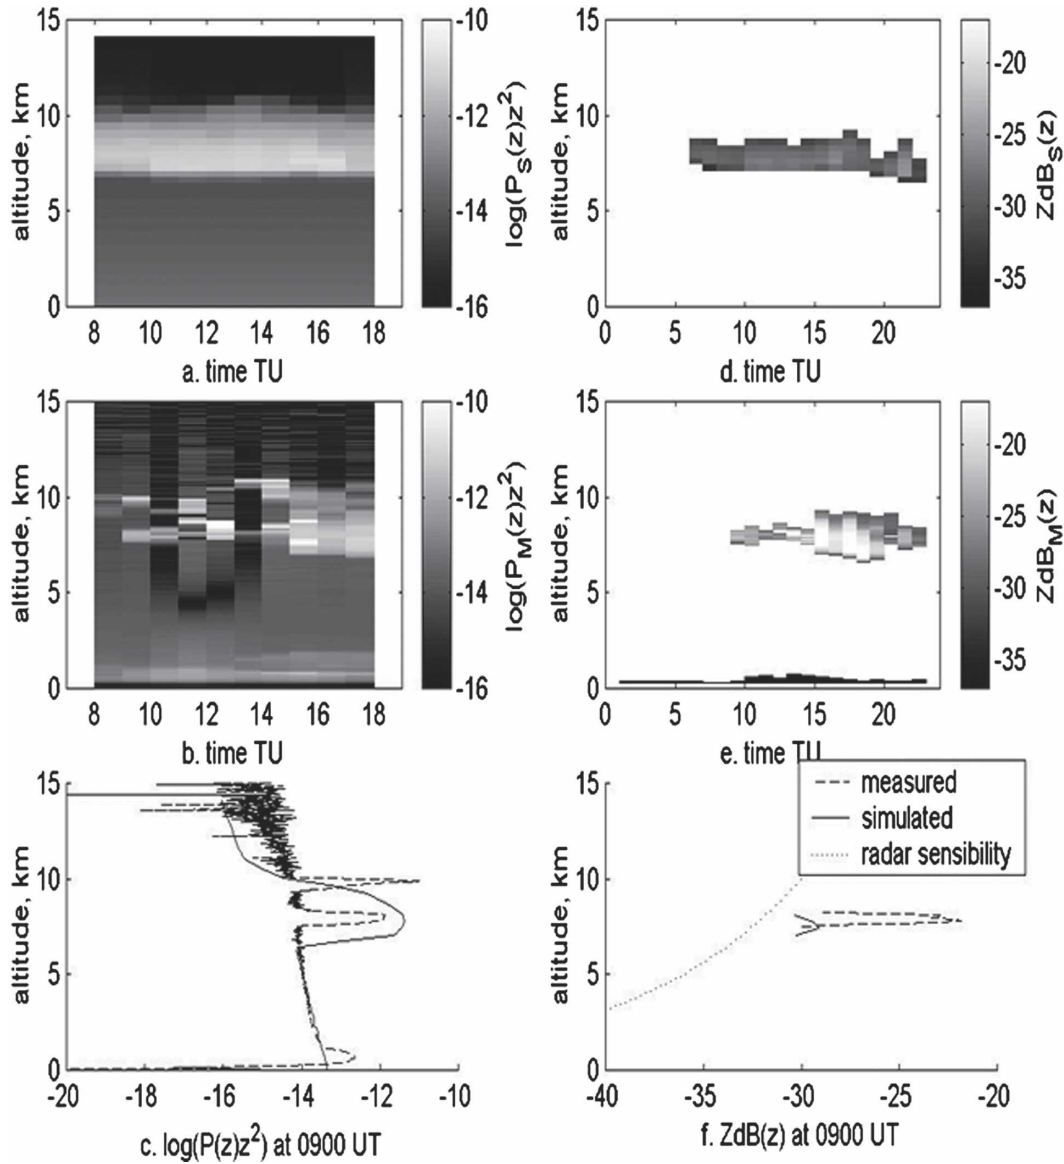 15
10
5
0
altitude, km
8 10 12 14 16 18
a. time TU
-10
-12
-14
-16
log(P_S(z)z^2)
15
10
5
0
altitude, km
0 5 10 15 20
d. time TU
-20
-25
-30
-35
ZdB_S(z)
15
10
5
0
altitude, km
8 10 12 14 16 18
b. time TU
-10
-12
-14
-16
log(P_M(z)z^2)
15
10
5
0
altitude, km
0 5 10 15 20
e. time TU
-20
-25
-30
-35
ZdB_M(z)
15
10
5
0
altitude, km
-20 -18 -16 -14 -12 -10
c. log(P(z)z^2) at 0900 UT
15
10
5
0
altitude, km
measured
simulated
radar sensibility
-40 -35 -30 -25 -20
f. ZdB(z) at 0900 UT